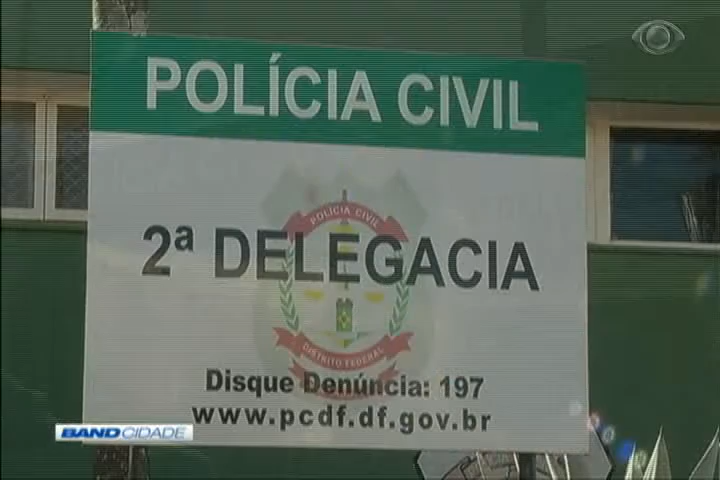 POLÍCIA CIVIL
2ª DELEGACIA
POLÍCIA CIVIL
DISTRITO FEDERAL
Disque Denúncia: 197
www.pcdf.df.gov.br
BAND CIDADE